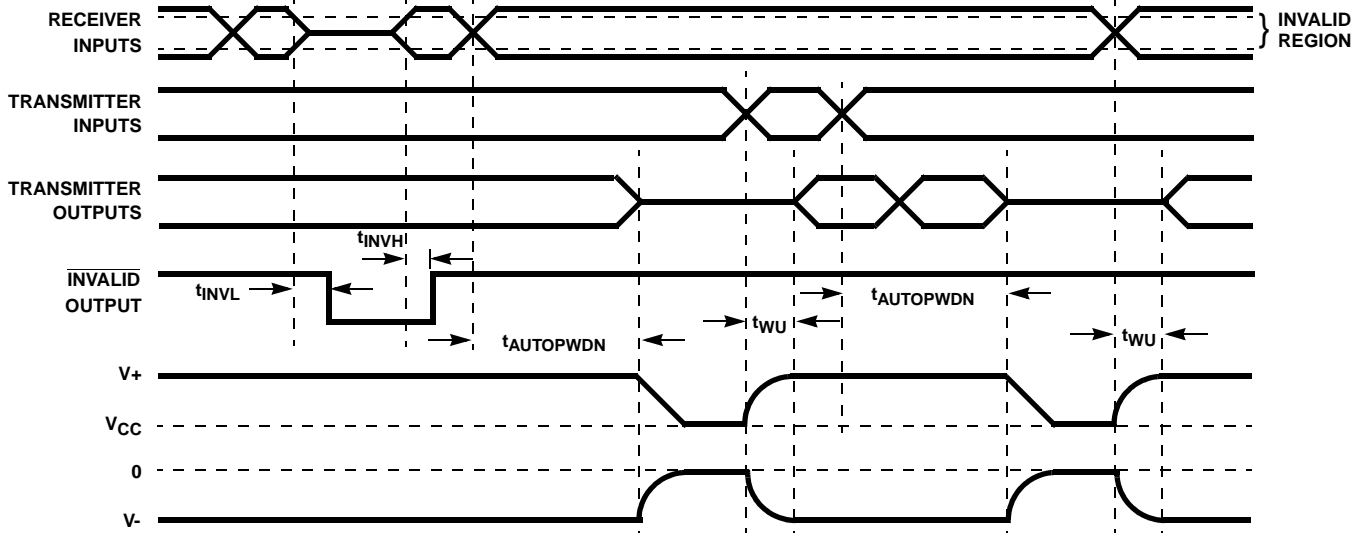 RECEIVER
INPUTS
} INVALID
REGION
TRANSMITTER
INPUTS
TRANSMITTER
OUTPUTS
tINVH
INVALID
OUTPUT
tINVL
tAUTOPWDN
tWU
tAUTOPWDN
tWU
V+
VCC
0
V-